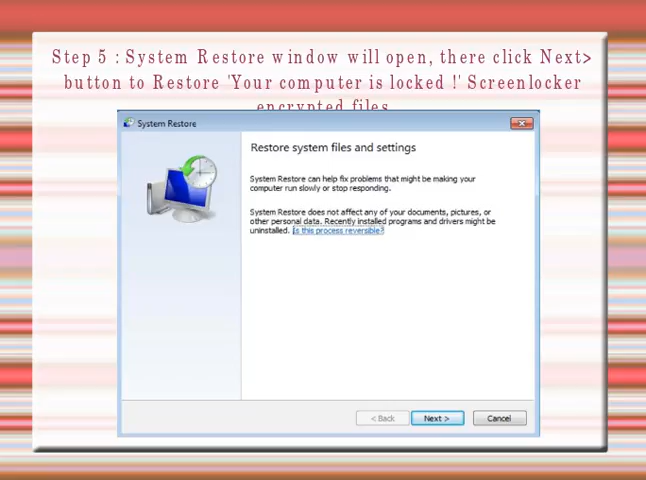 Step 5 : System Restore window will open, there click Next>
button to Restore 'Your computer is locked !' Screenlocker
encrypted files
System Restore
Restore system files and settings
System Restore can help fix problems that might be making your
computer run slowly or stop responding.
System Restore does not affect any of your documents, pictures, or
other personal data. Recently installed programs and drivers might be
uninstalled. Is this process reversible?
< Back
Next >
Cancel